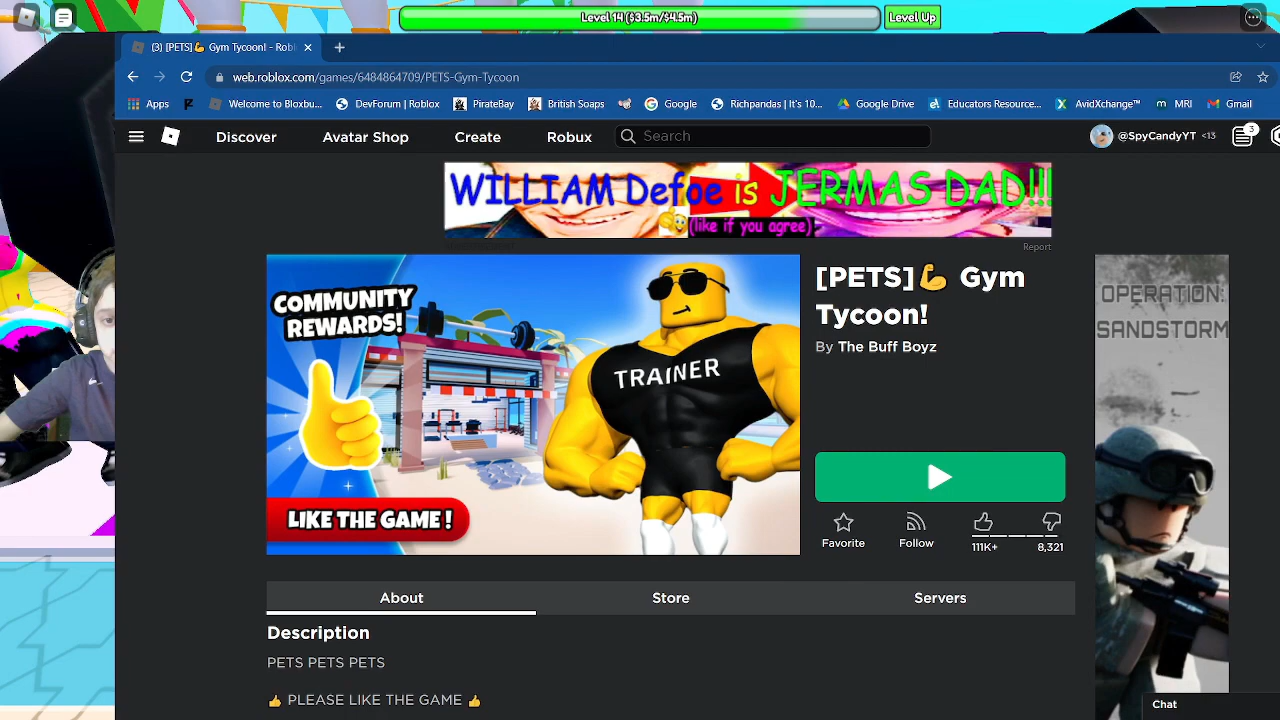 Level 14 ($3.5m/$4.5m)
Level Up
(3) [PETS]💪 Gym Tycoon! - Robl
web.roblox.com/games/6484864709/PETS-Gym-Tycoon
Apps
Welcome to Bloxbu...
DevForum | Roblox
PirateBay
British Soaps
Google
Richpandas | It's 10...
Google Drive
Educators Resource...
AvidXchange™
MRI
Gmail
Discover
Avatar Shop
Create
Robux
Search
@SpyCandyYT
<13
3
WILLIAM Defoe is JERMAS DAD!!!
(like if you agree)
Report
COMMUNITY
REWARDS!
TRAINER
LIKE THE GAME !
[PETS]💪 Gym
Tycoon!
By The Buff Boyz
Favorite
Follow
111K+
8,321
OPERATION:
SANDSTORM
About
Store
Servers
Description
PETS PETS PETS
👍 PLEASE LIKE THE GAME 👍
Chat